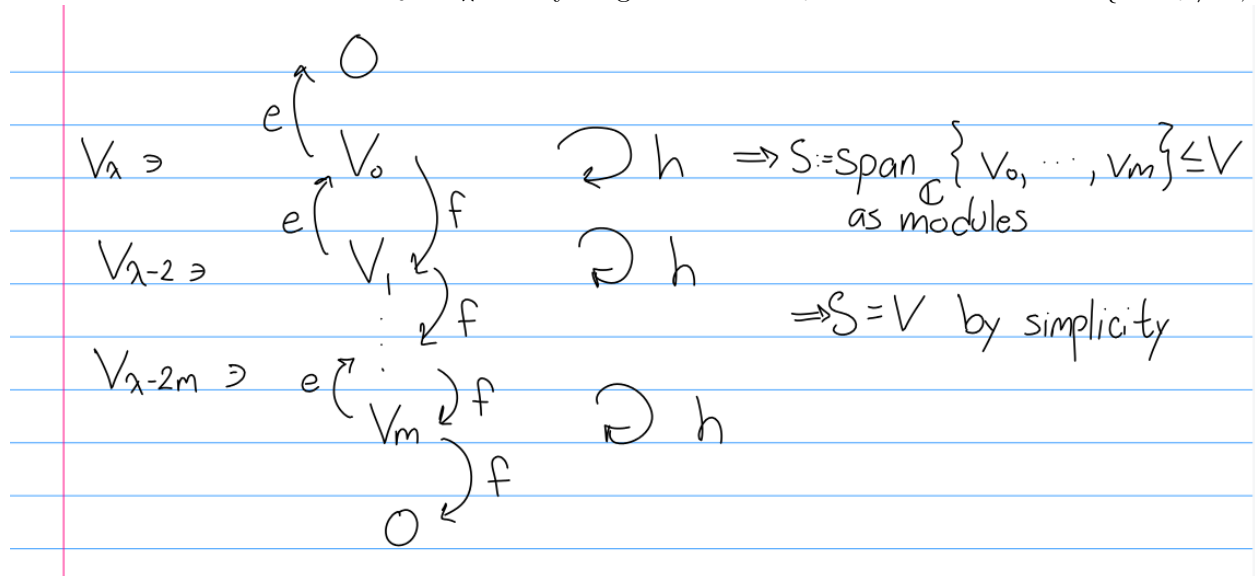 0
e
V_λ ∋ V_0 h ⇒ S:=span_ℂ {V_0, ⋯, V_m} ≤ V
as modules
e f
V_{λ-2} ∋ V_1 h
f
⇒ S = V by simplicity
V_{λ-2m} ∋ e f
V_m h
f
0